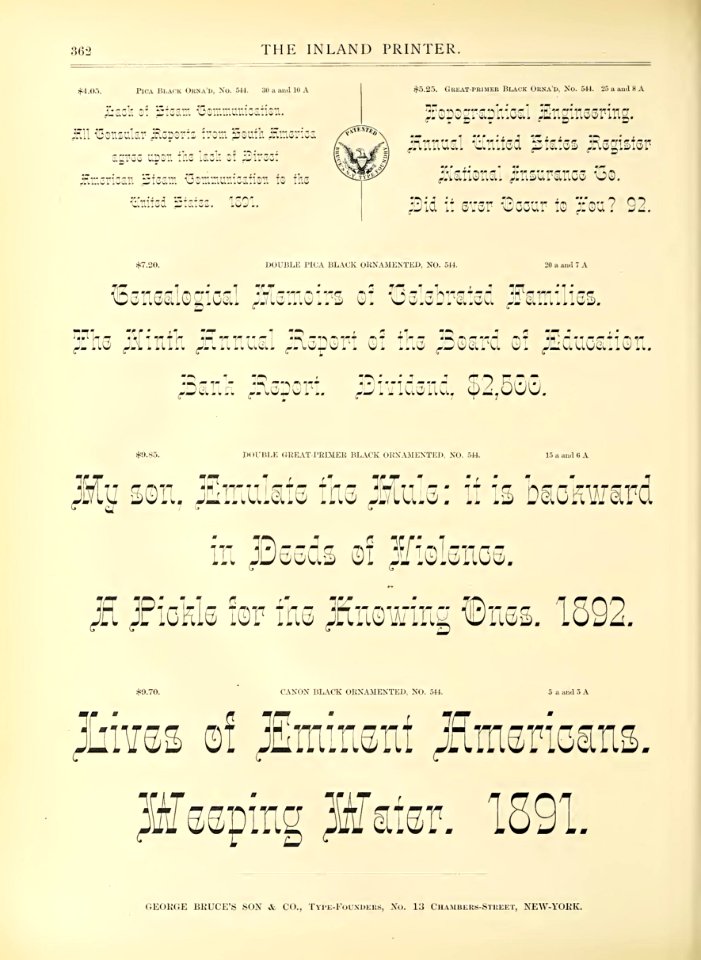 362
THE INLAND PRINTER.
$4.05. PICA BLACK ORNA'D, NO. 544. 30 a and 10 A
Lack of Steam Communication.
All Consular Reports from South America
agree upon the lack of Direct
American Steam Communication to the
United States. 1891.
PATENTED
$5.25. GREAT-PRIMER BLACK ORNA'D, NO. 544. 25 a and 8 A
Topographical Engineering.
Annual United States Register
National Insurance Co.
Did it ever Occur to You? 92.
$7.20. DOUBLE PICA BLACK ORNAMENTED, NO. 544. 20 a and 7 A
Genealogical Memoirs of Celebrated Families.
The Ninth Annual Report of the Board of Education.
Bank Report. Dividend, $2,500.
$9.85. DOUBLE GREAT-PRIMER BLACK ORNAMENTED, NO. 544. 15 a and 6 A
My son, Emulate the Mule: it is backward
in Deeds of Violence.
A Pickle for the Knowing Ones. 1892.
$9.70. CANON BLACK ORNAMENTED, NO. 544. 5 a and 3 A
Lives of Eminent Americans.
Weeping Water. 1891.
GEORGE BRUCE'S SON & CO., TYPE-FOUNDERS, NO. 13 CHAMBERS-STREET, NEW-YORK.